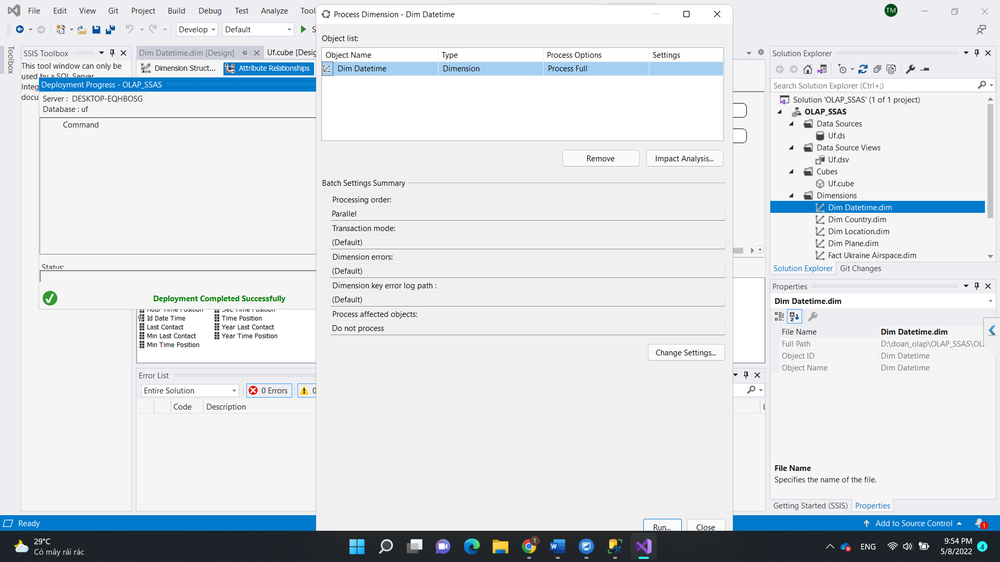 File Edit View Git Project Build Debug Test Analyze
TM
Develop Default
Toolbox
SSIS Toolbox
This tool window can only be
Dim Datetime.dim [Design]
Dimension Struct... Attribute Relationships
Deployment Progress - OLAP_SSAS
Server : DESKTOP-EQHBOSG
Database : uf
Command
Status:
Deployment Completed Successfully
Id Date Time
Last Contact
Min Last Contact
Min Time Position
Time Position
Year Last Contact
Year Time Position
Error List
Entire Solution
0 Errors
0
Code Description
Process Dimension - Dim Datetime
Object list:
Object Name Type Process Options Settings
Dim Datetime Dimension Process Full
Remove Impact Analysis...
Batch Settings Summary
Processing order:
Parallel
Transaction mode:
(Default)
Dimension errors:
(Default)
Dimension key error log path :
(Default)
Process affected objects:
Do not process
Change Settings...
Run... Close
Solution Explorer
Search Solution Explorer (Ctrl+;)
Solution 'OLAP_SSAS' (1 of 1 project)
OLAP_SSAS
Data Sources
Uf.ds
Data Source Views
Uf.dsv
Cubes
Uf.cube
Dimensions
Dim Datetime.dim
Dim Country.dim
Dim Location.dim
Dim Plane.dim
Fact Ukraine Airspace.dim
Solution Explorer Git Changes
Properties
Dim Datetime.dim
File Name Dim Datetime.dim
Full Path D:\doan_olap\OLAP_SSAS\OL
Object ID Dim Datetime
Object Name Dim Datetime
File Name
Specifies the name of the file.
Getting Started (SSIS) Properties
Ready
Add to Source Control 1
29°C
Có mây rải rác
T
ENG
9:54 PM
5/8/2022
4